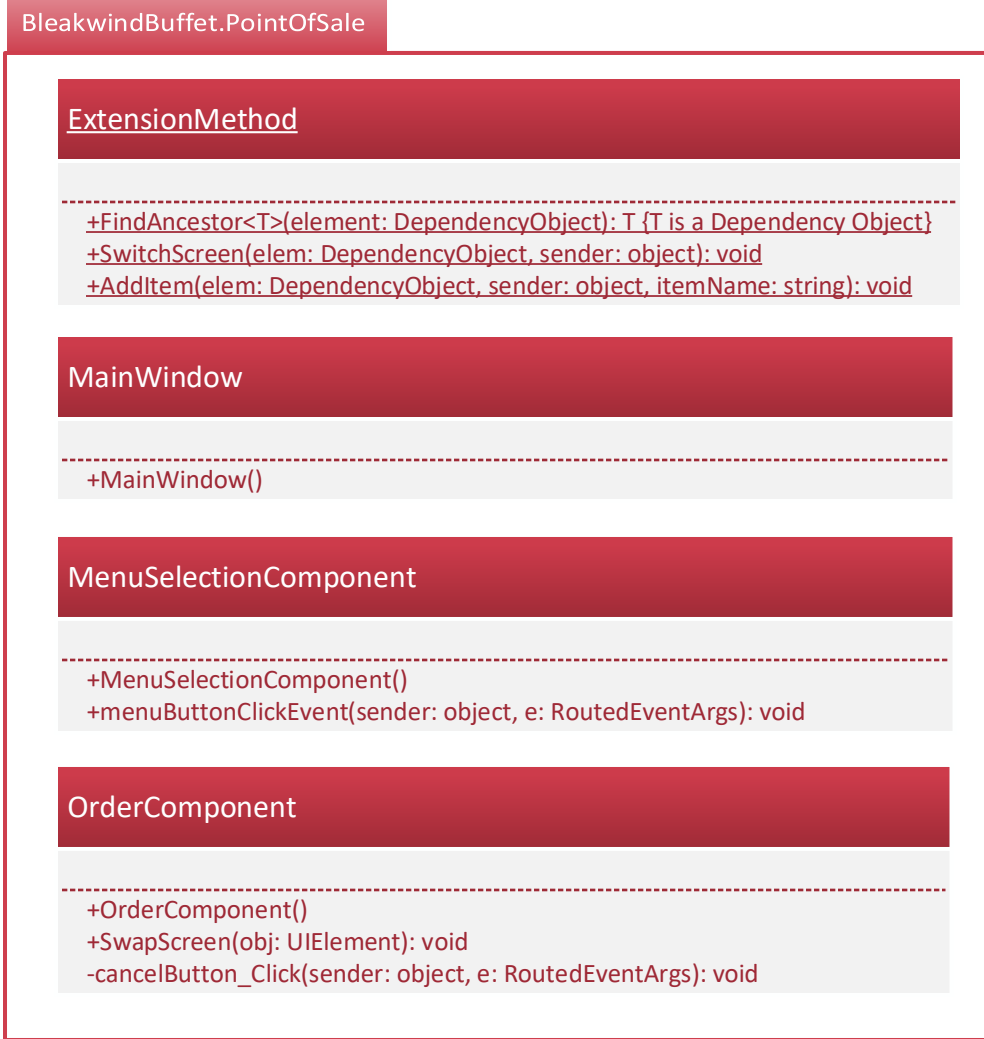 BleakwindBuffet.PointOfSale
ExtensionMethod
+FindAncestor<T>(element: DependencyObject): T {T is a Dependency Object}
+SwitchScreen(elem: DependencyObject, sender: object): void
+AddItem(elem: DependencyObject, sender: object, itemName: string): void
MainWindow
+MainWindow()
MenuSelectionComponent
+MenuSelectionComponent()
+menuButtonClickEvent(sender: object, e: RoutedEventArgs): void
OrderComponent
+OrderComponent()
+SwapScreen(obj: UIElement): void
-cancelButton_Click(sender: object, e: RoutedEventArgs): void